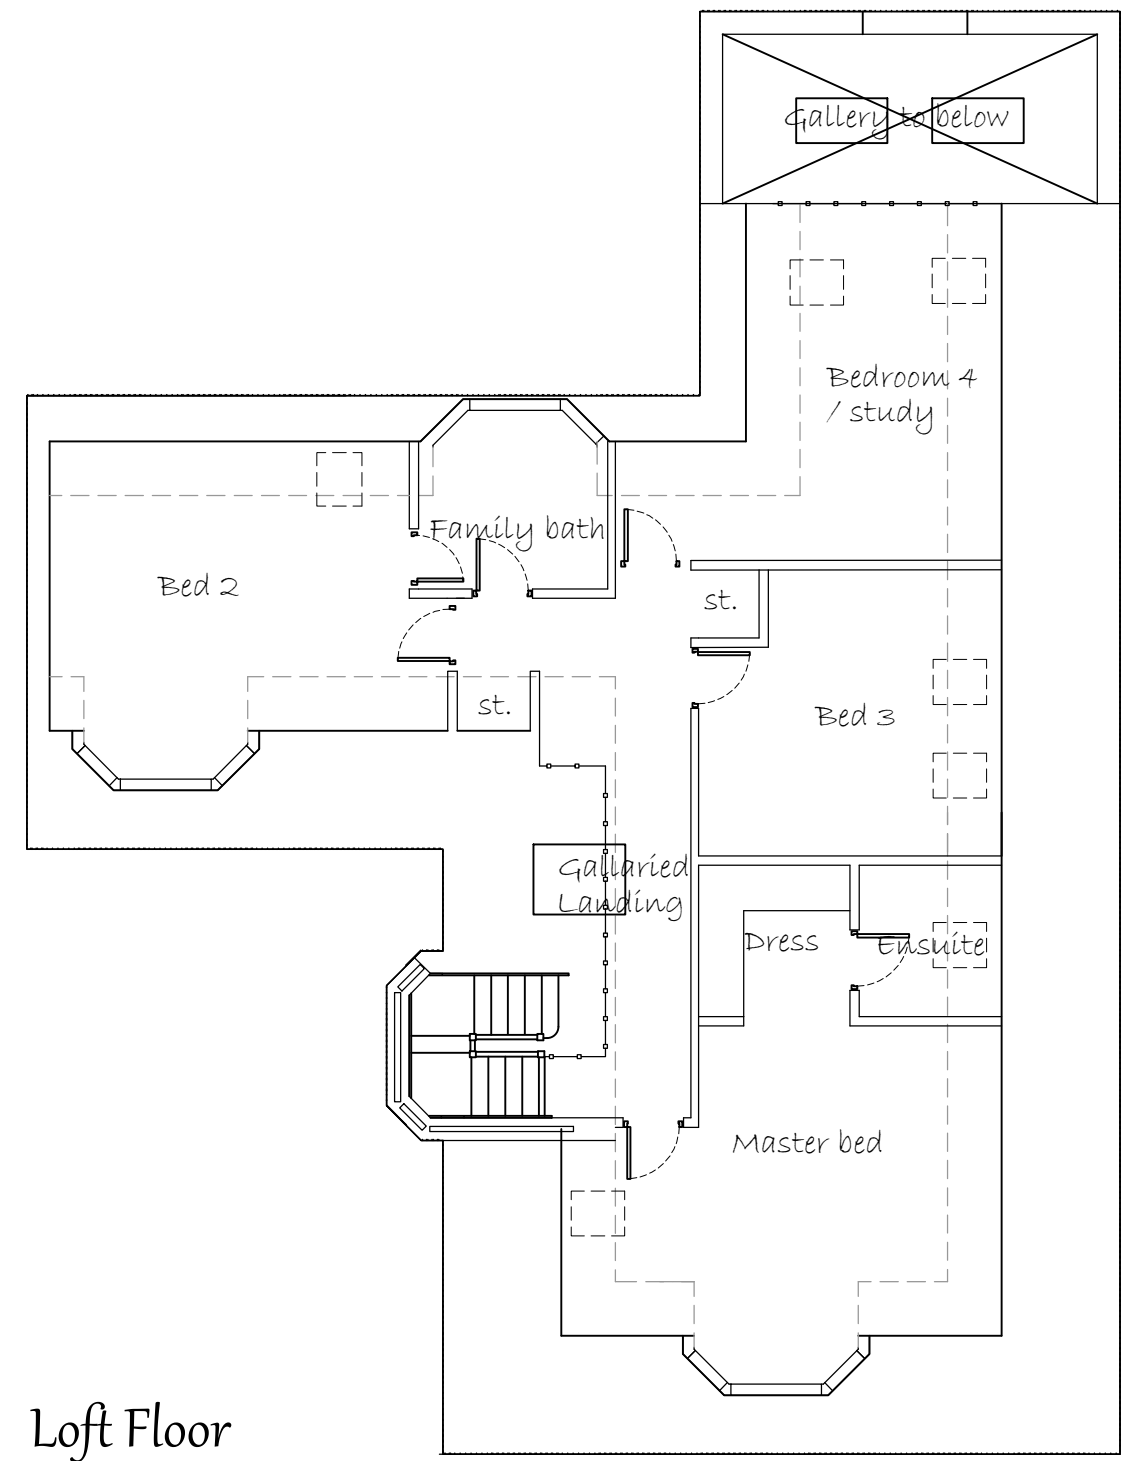 Gallery to below
Bedroom 4
/ study
Family bath
Bed 2
st.
st.
Bed 3
Gallaried
Landing
Dress
Ensuite
Master bed
Loft Floor